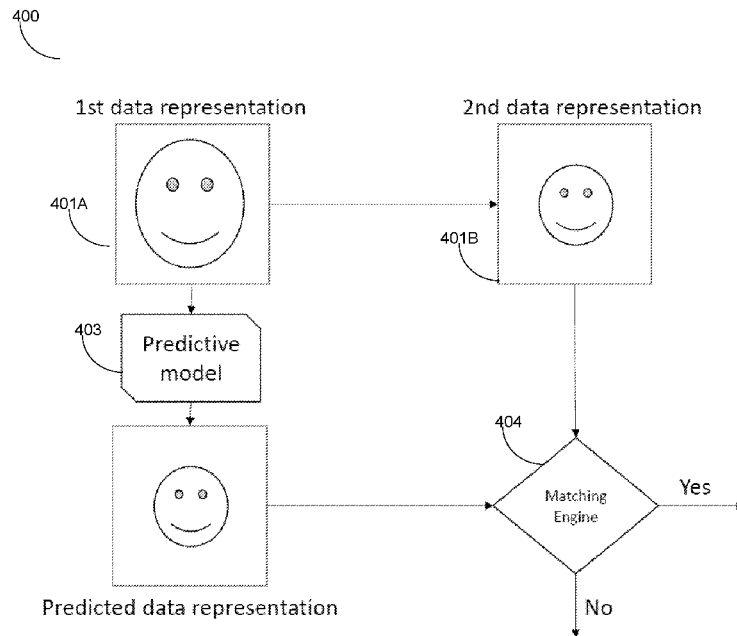 400
1st data representation
2nd data representation
401A
401B
403
Predictive
model
404
Matching
Engine
Yes
No
Predicted data representation